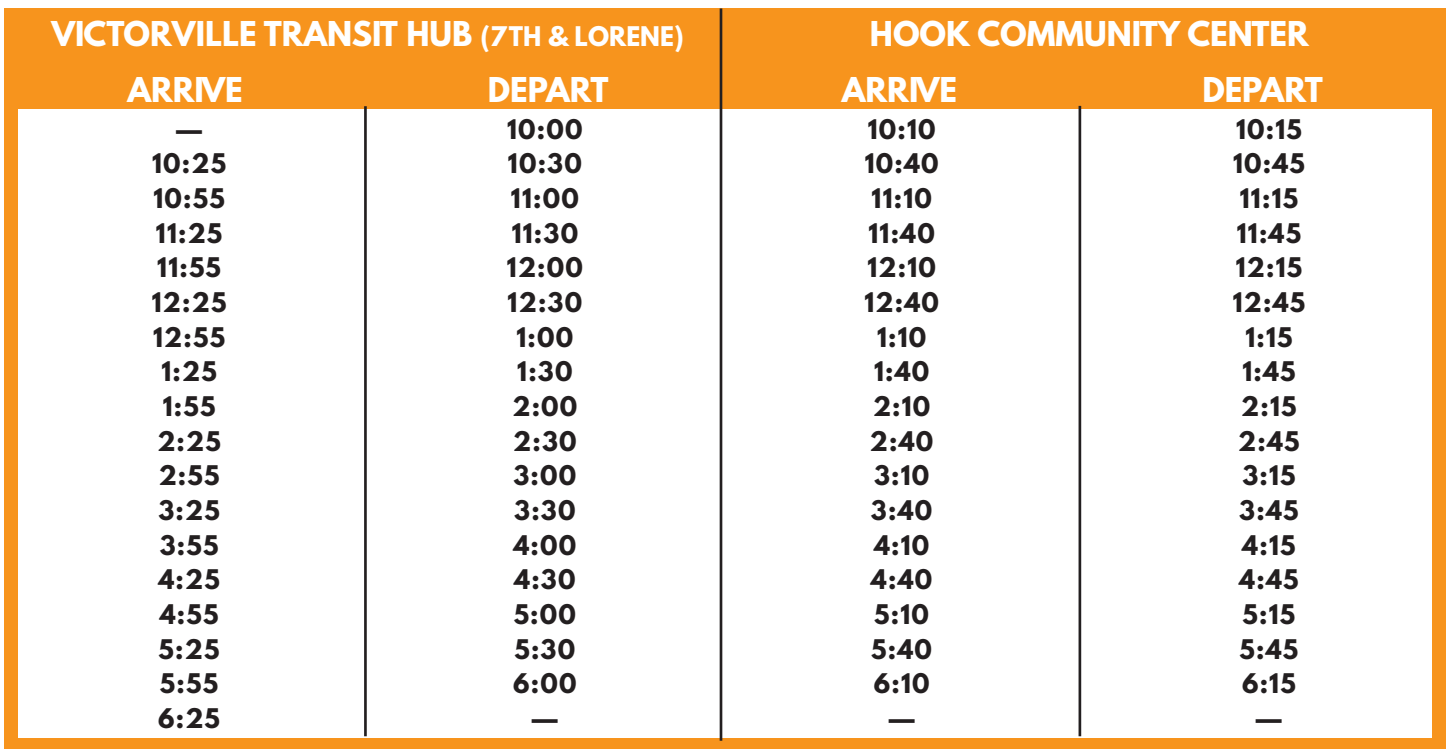 VICTORVILLE TRANSIT HUB (7TH & LORENE) HOOK COMMUNITY CENTER
ARRIVE DEPART ARRIVE DEPART
— 10:00 10:10 10:15
10:25 10:30 10:40 10:45
10:55 11:00 11:10 11:15
11:25 11:30 11:40 11:45
11:55 12:00 12:10 12:15
12:25 12:30 12:40 12:45
12:55 1:00 1:10 1:15
1:25 1:30 1:40 1:45
1:55 2:00 2:10 2:15
2:25 2:30 2:40 2:45
2:55 3:00 3:10 3:15
3:25 3:30 3:40 3:45
3:55 4:00 4:10 4:15
4:25 4:30 4:40 4:45
4:55 5:00 5:10 5:15
5:25 5:30 5:40 5:45
5:55 6:00 6:10 6:15
6:25 — — —